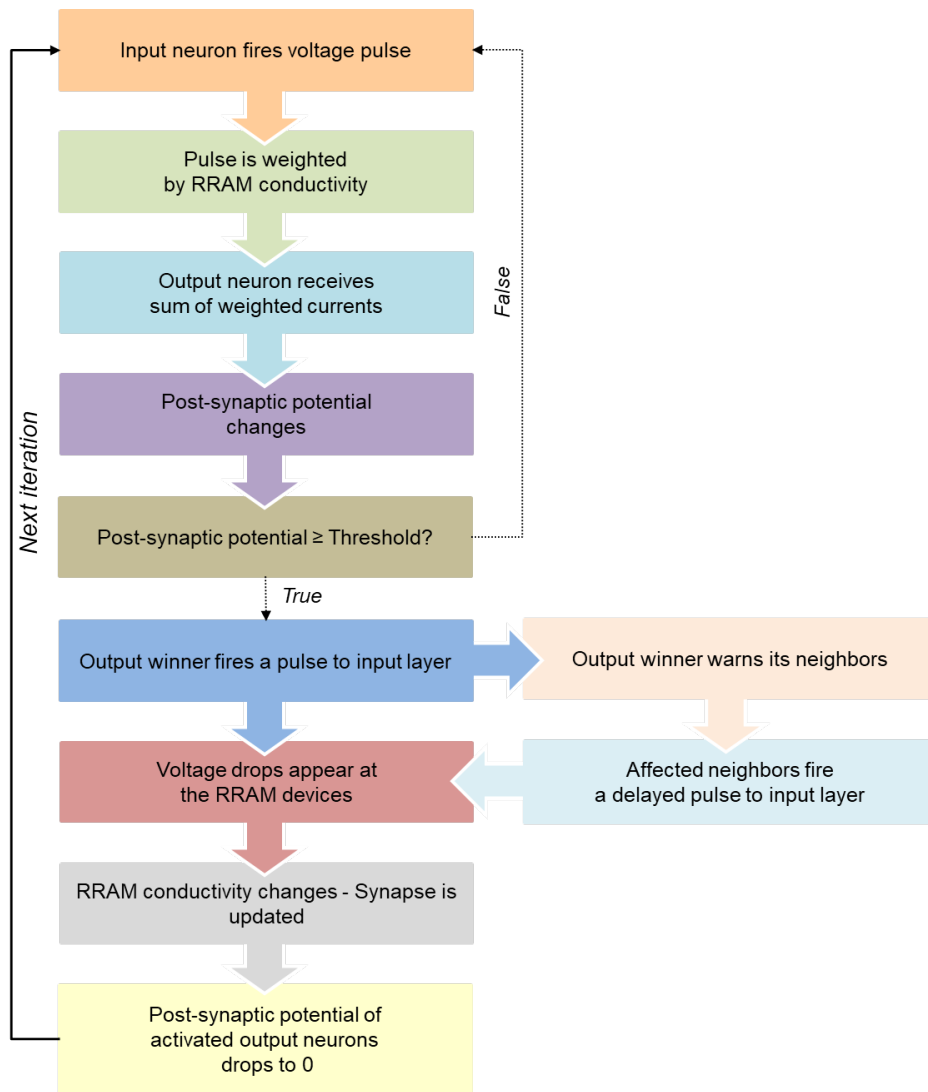 Input neuron fires voltage pulse
Pulse is weighted
by RRAM conductivity
Output neuron receives
sum of weighted currents
False
Post-synaptic potential
changes
Next iteration
Post-synaptic potential ≥ Threshold?
True
Output winner fires a pulse to input layer
Output winner warns its neighbors
Voltage drops appear at
the RRAM devices
Affected neighbors fire
a delayed pulse to input layer
RRAM conductivity changes - Synapse is
updated
Post-synaptic potential of
activated output neurons
drops to 0